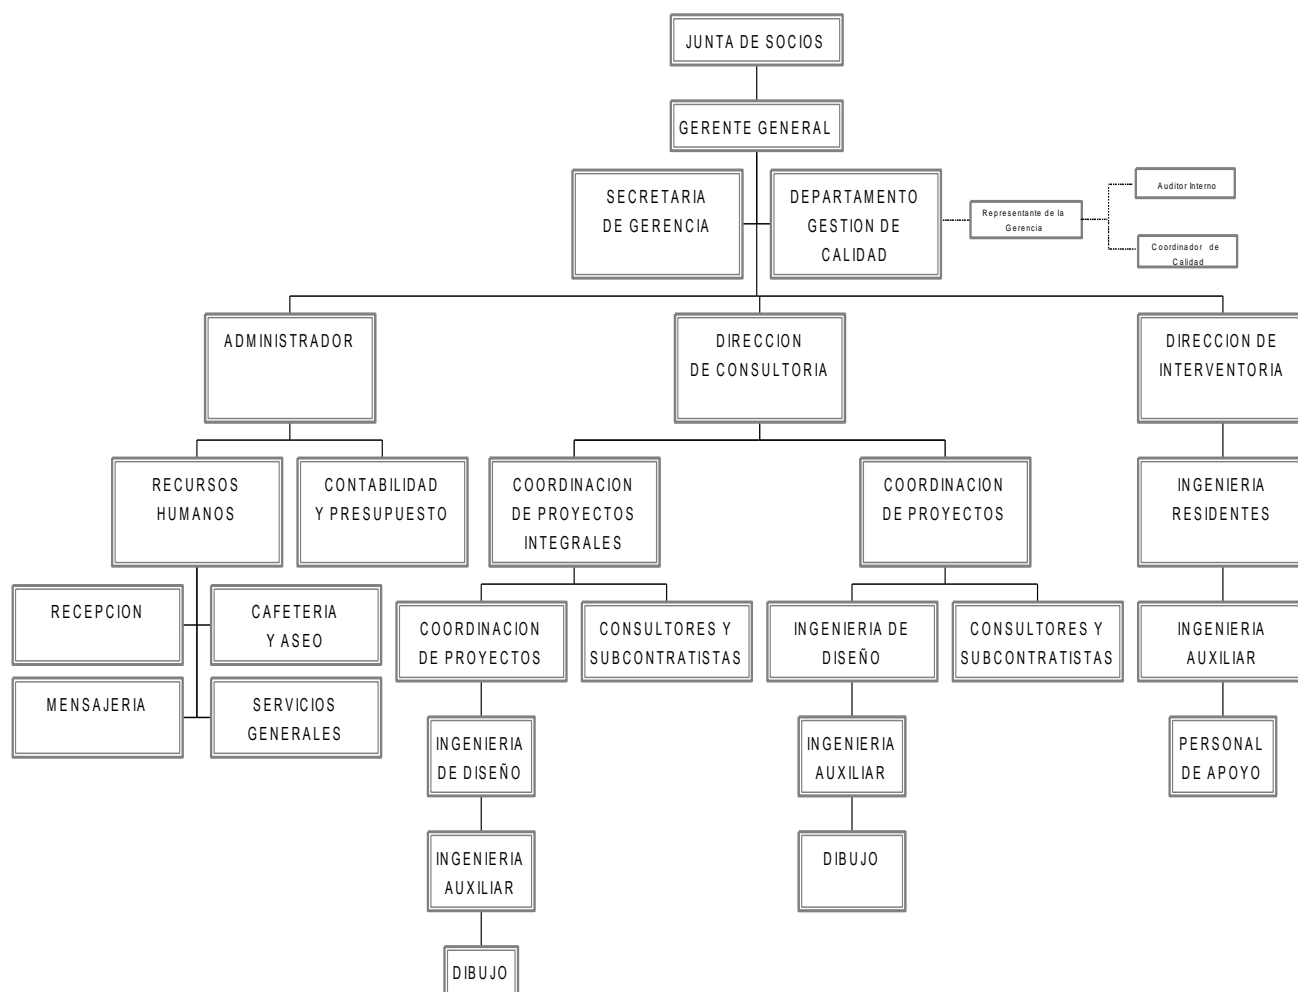 JUNTA DE SOCIOS
GERENTE GENERAL
SECRETARIA
DE GERENCIA
DEPARTAMENTO
GESTION DE
CALIDAD
Representante de la
Gerencia
Auditor Interno
Coordinador de
Calidad
ADMINISTRADOR
DIRECCION
DE CONSULTORIA
DIRECCION DE
INTERVENTORIA
RECURSOS
HUMANOS
CONTABILIDAD
Y PRESUPUESTO
COORDINACION
DE PROYECTOS
INTEGRALES
COORDINACION
DE PROYECTOS
INGENIERIA
RESIDENTES
RECEPCION
CAFETERIA
Y ASEO
COORDINACION
DE PROYECTOS
CONSULTORES Y
SUBCONTRATISTAS
INGENIERIA DE
DISEÑO
CONSULTORES Y
SUBCONTRATISTAS
INGENIERIA
AUXILIAR
MENSAJERIA
SERVICIOS
GENERALES
INGENIERIA
DE DISEÑO
INGENIERIA
AUXILIAR
PERSONAL
DE APOYO
INGENIERIA
AUXILIAR
DIBUJO
DIBUJO